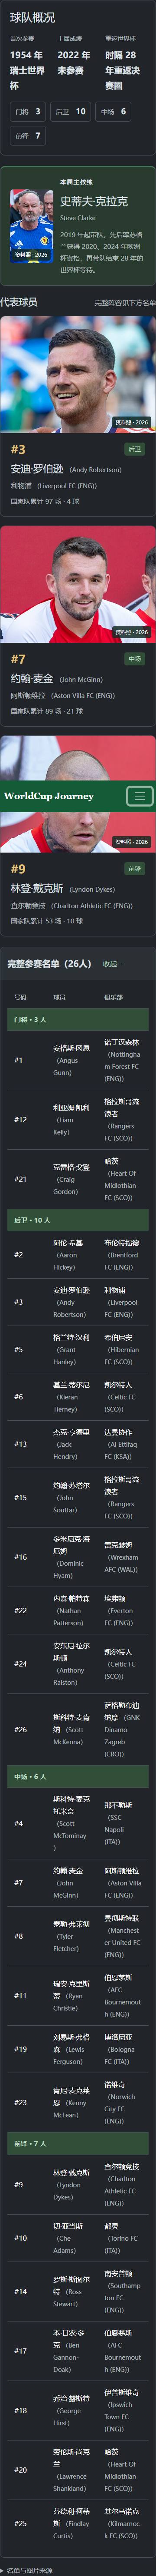 球队概况
首次参赛
上届成绩
重返世界杯
1954 年瑞士世界杯
2022 年未参赛
时隔 28 年重返决赛圈
门将 3
后卫 10
中场 6
前锋 7
资料照 · 2026
本届主教练
史蒂夫·克拉克
Steve Clarke
2019 年起带队，先后率苏格兰获得 2020、2024 年欧洲杯资格，再带队结束 28 年的世界杯等待。
代表球员
完整阵容见下方名单
资料照 · 2026
#3
后卫
安迪·罗伯逊 （Andy Robertson）
利物浦 （Liverpool FC (ENG)）
国家队累计 97 场 · 4 球
资料照 · 2026
#7
中场
约翰·麦金 （John McGinn）
阿斯顿维拉 （Aston Villa FC (ENG)）
国家队累计 89 场 · 21 球
WorldCup Journey
资料照 · 2026
#9
前锋
林登·戴克斯 （Lyndon Dykes）
查尔顿竞技 （Charlton Athletic FC (ENG)）
国家队累计 53 场 · 10 球
完整参赛名单（26人）
收起 −
号码 球员 俱乐部
门将 · 3 人
#1 安格斯·冈恩 （Angus Gunn） 诺丁汉森林 （Nottingham Forest FC (ENG)）
#12 利亚姆·凯利 （Liam Kelly） 格拉斯哥流浪者 （Rangers FC (SCO)）
#21 克雷格·戈登 （Craig Gordon） 哈茨 （Heart Of Midlothian FC (SCO)）
后卫 · 10 人
#2 阿伦·希基 （Aaron Hickey） 布伦特福德 （Brentford FC (ENG)）
#3 安迪·罗伯逊 （Andy Robertson） 利物浦 （Liverpool FC (ENG)）
#5 格兰特·汉利 （Grant Hanley） 希伯尼安 （Hibernian FC (SCO)）
#6 基兰·蒂尔尼 （Kieran Tierney） 凯尔特人 （Celtic FC (SCO)）
#13 杰克·亨德里 （Jack Hendry） 达曼协作 （Al Ettifaq FC (KSA)）
#15 约翰·苏塔尔 （John Souttar） 格拉斯哥流浪者 （Rangers FC (SCO)）
#16 多米尼克·海厄姆 （Dominic Hyam） 雷克瑟姆 （Wrexham AFC (WAL)）
#22 内森·帕特森 （Nathan Patterson） 埃弗顿 （Everton FC (ENG)）
#24 安东尼·拉尔斯顿 （Anthony Ralston） 凯尔特人 （Celtic FC (SCO)）
#26 斯科特·麦肯纳 （Scott McKenna） 萨格勒布迪纳摩 （GNK Dinamo Zagreb (CRO)）
中场 · 6 人
#4 斯科特·麦克托米奈 （Scott McTominay） 那不勒斯 （SSC Napoli (ITA)）
#7 约翰·麦金 （John McGinn） 阿斯顿维拉 （Aston Villa FC (ENG)）
#8 泰勒·弗莱彻 （Tyler Fletcher） 曼彻斯特联 （Manchester United FC (ENG)）
#11 瑞安·克里斯蒂 （Ryan Christie） 伯恩茅斯 （AFC Bournemouth (ENG)）
#19 刘易斯·弗格森 （Lewis Ferguson） 博洛尼亚 （Bologna FC (ITA)）
#23 肯尼·麦克莱恩 （Kenny McLean） 诺维奇 （Norwich City FC (ENG)）
前锋 · 7 人
#9 林登·戴克斯 （Lyndon Dykes） 查尔顿竞技 （Charlton Athletic FC (ENG)）
#10 切·亚当斯 （Che Adams） 都灵 （Torino FC (ITA)）
#14 罗斯·斯图尔特 （Ross Stewart） 南安普顿 （Southampton FC (ENG)）
#17 本·甘农-多克 （Ben Gannon-Doak） 伯恩茅斯 （AFC Bournemouth (ENG)）
#18 乔治·赫斯特 （George Hirst） 伊普斯维奇 （Ipswich Town FC (ENG)）
#20 劳伦斯·尚克兰 （Lawrence Shankland） 哈茨 （Heart Of Midlothian FC (SCO)）
#25 芬德利·柯蒂斯 （Findlay Curtis） 基尔马诺克 （Kilmarnock FC (SCO)）
▸ 名单与图片来源